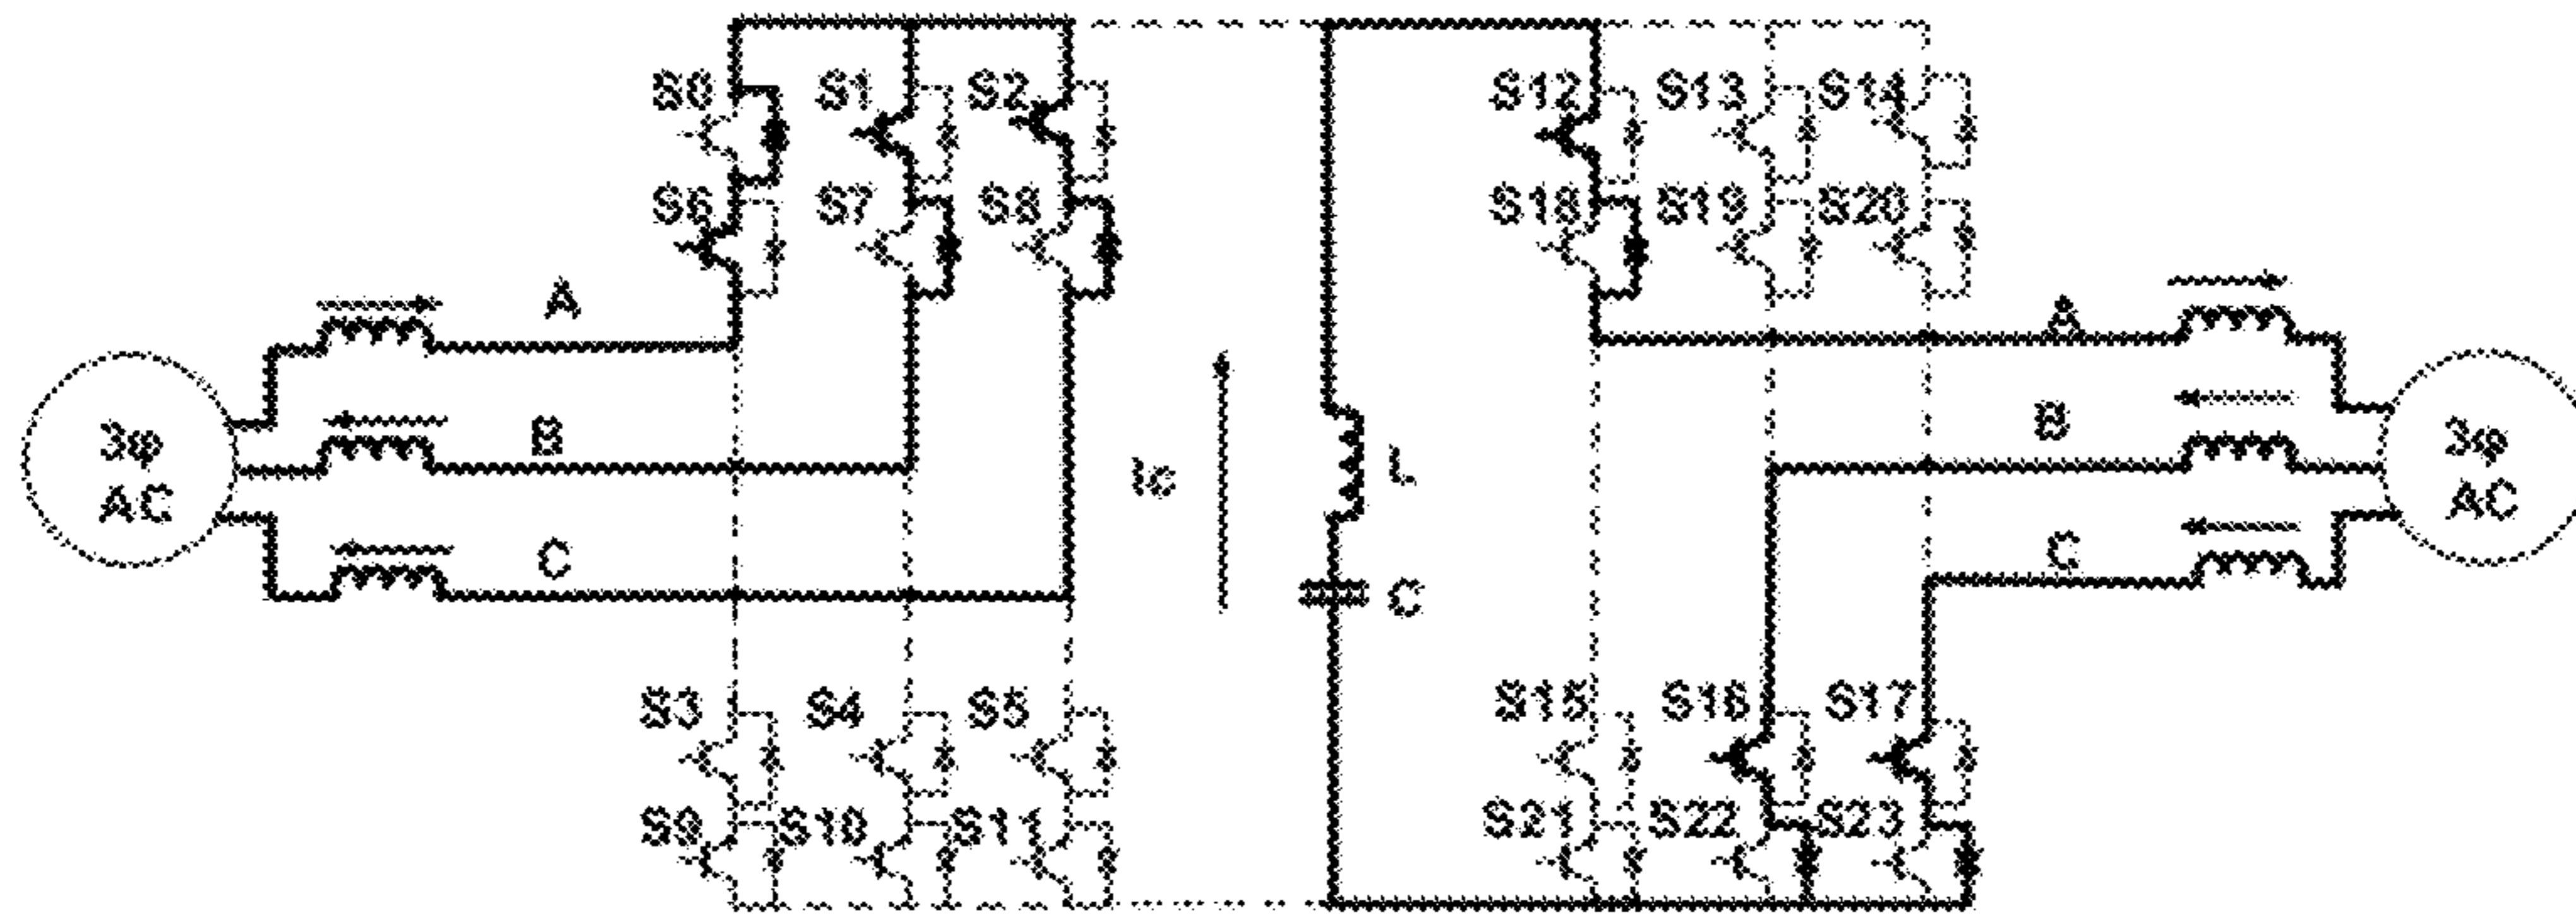 S0 S1 S2 S12 S13 S14
S6 S7 S8 S18 S19 S20
A A
3φ AC B Ic L B 3φ AC
C C C
S3 S4 S5 S15 S16 S17
S9 S10 S11 S21 S22 S23